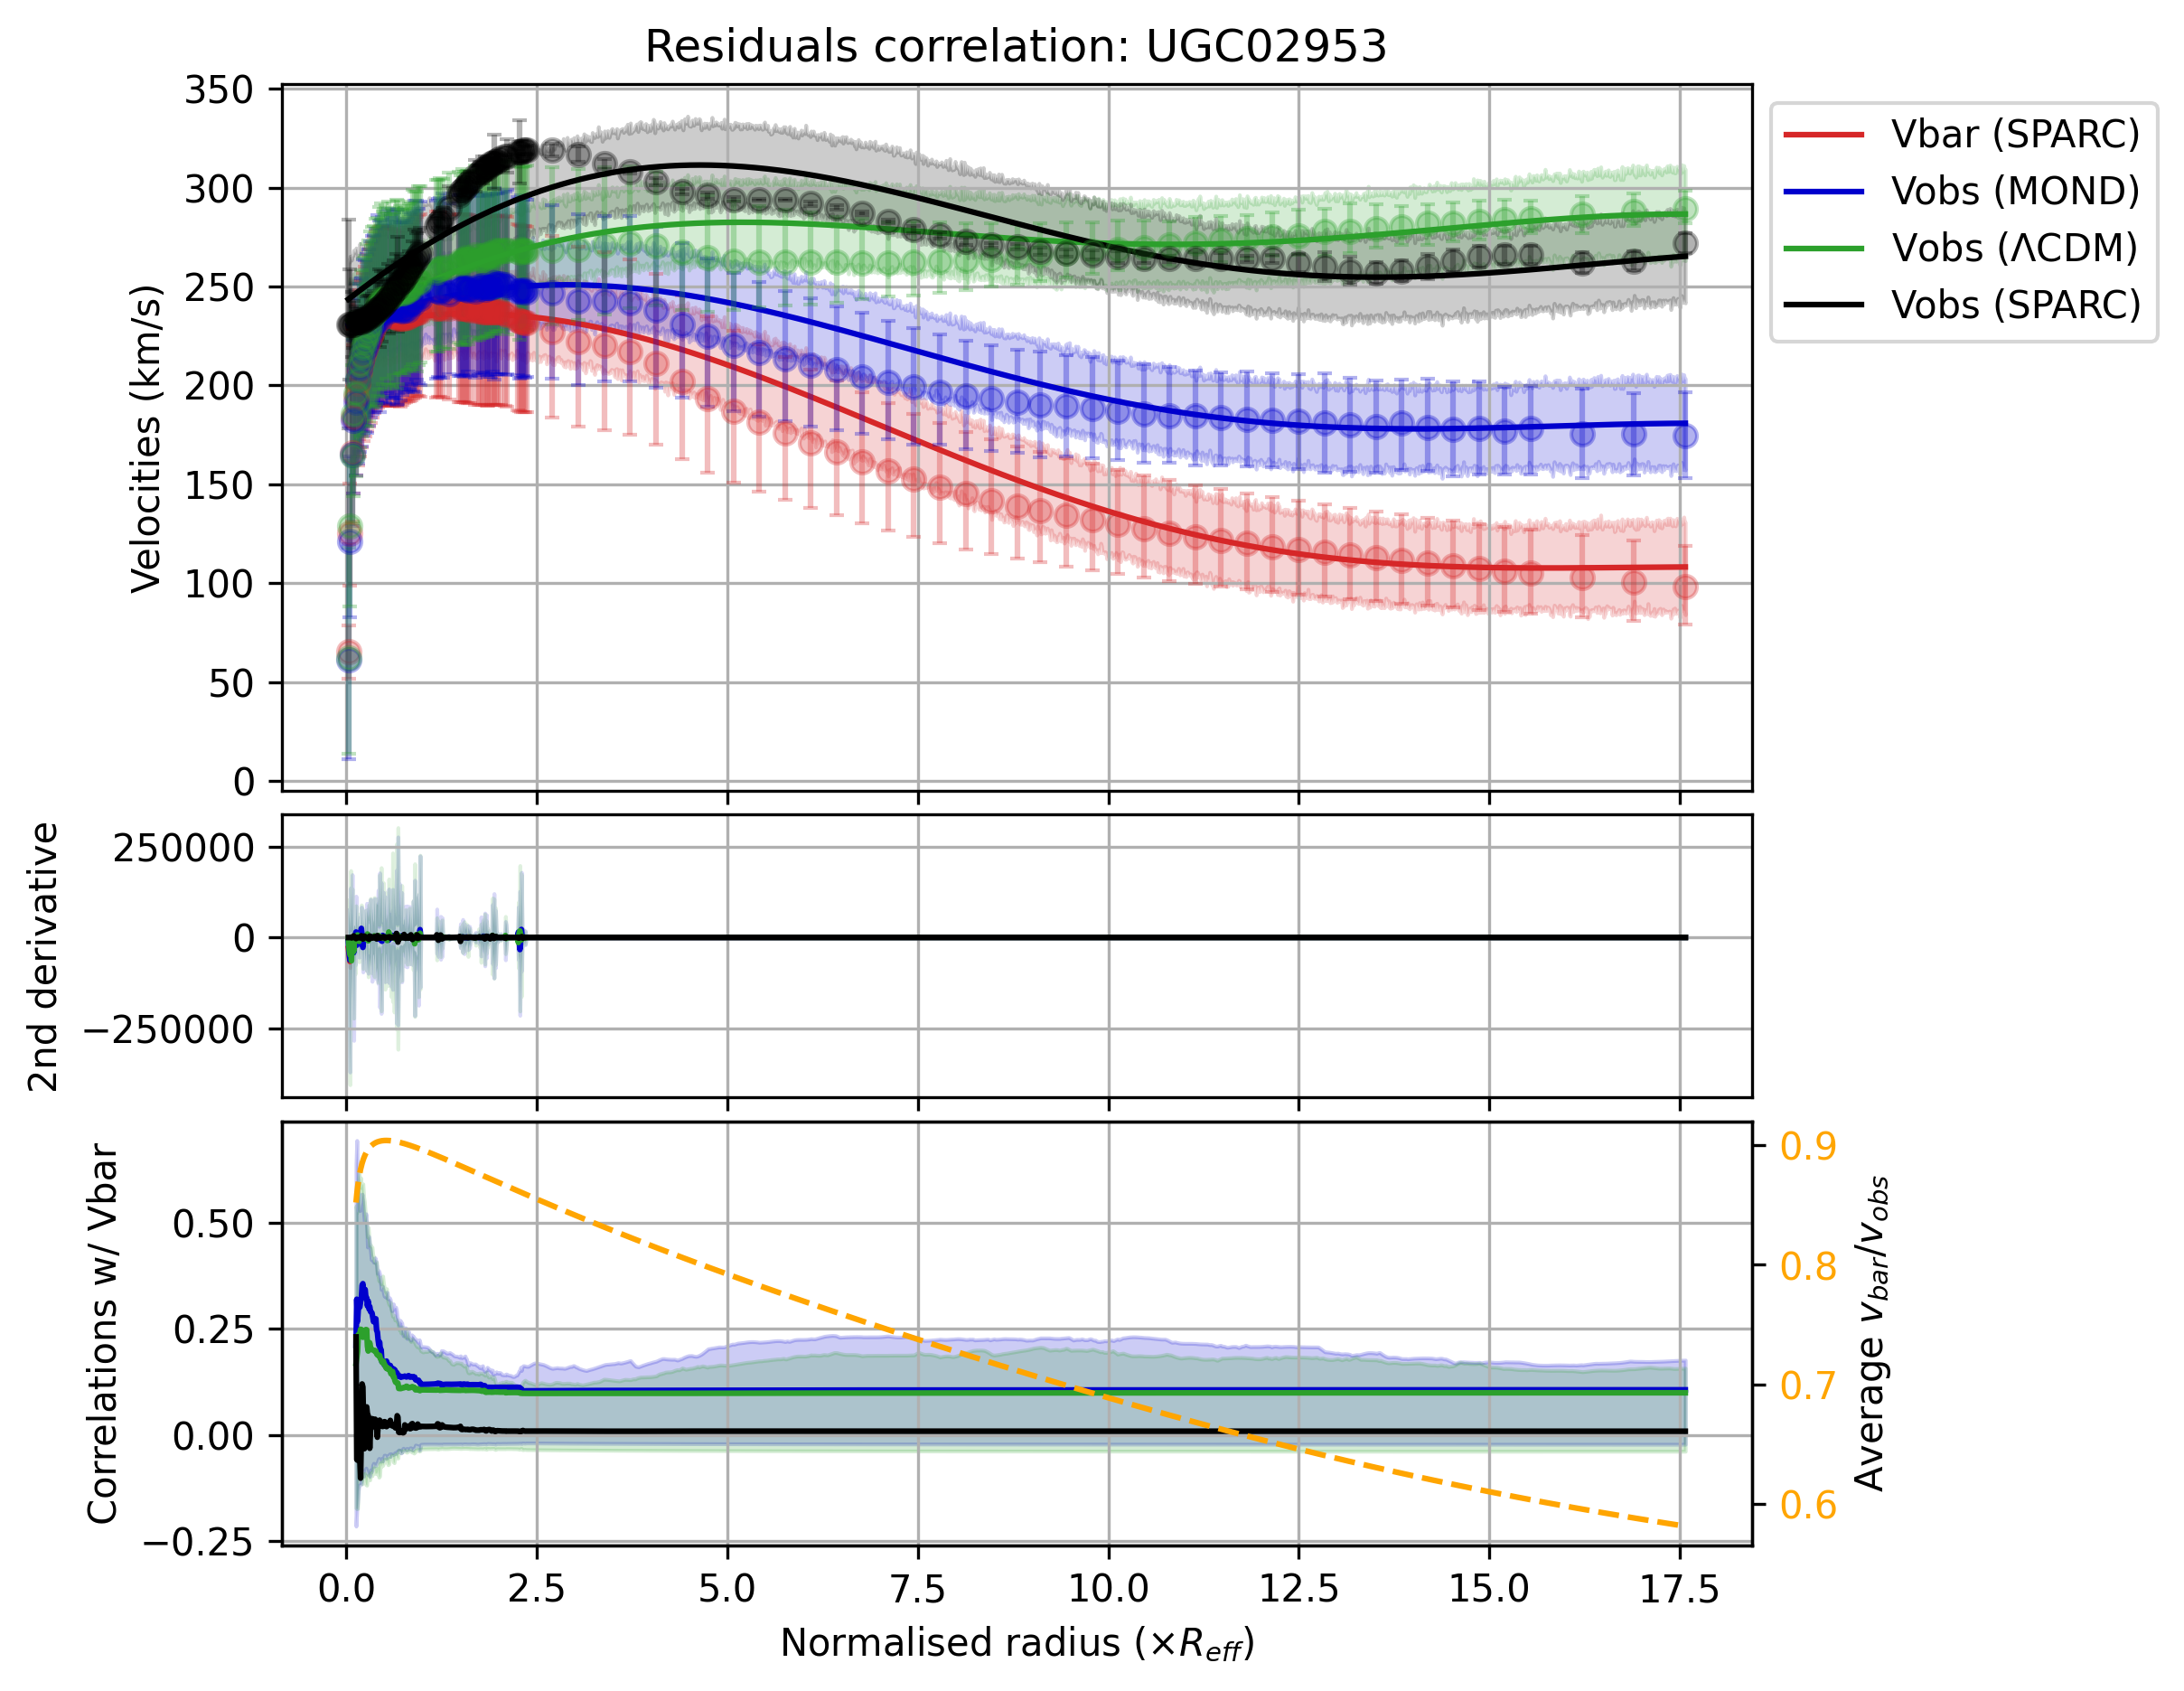 Residuals correlation: UGC02953
350
300
250
200
150
100
50
0
Velocities (km/s)
Vbar (SPARC)
Vobs (MOND)
Vobs (ΛCDM)
Vobs (SPARC)
250000
0
−250000
2nd derivative
0.50
0.25
0.00
−0.25
Correlations w/ Vbar
0.9
0.8
0.7
0.6
Average v_bar/v_obs
0.0 2.5 5.0 7.5 10.0 12.5 15.0 17.5
Normalised radius (×R_eff)